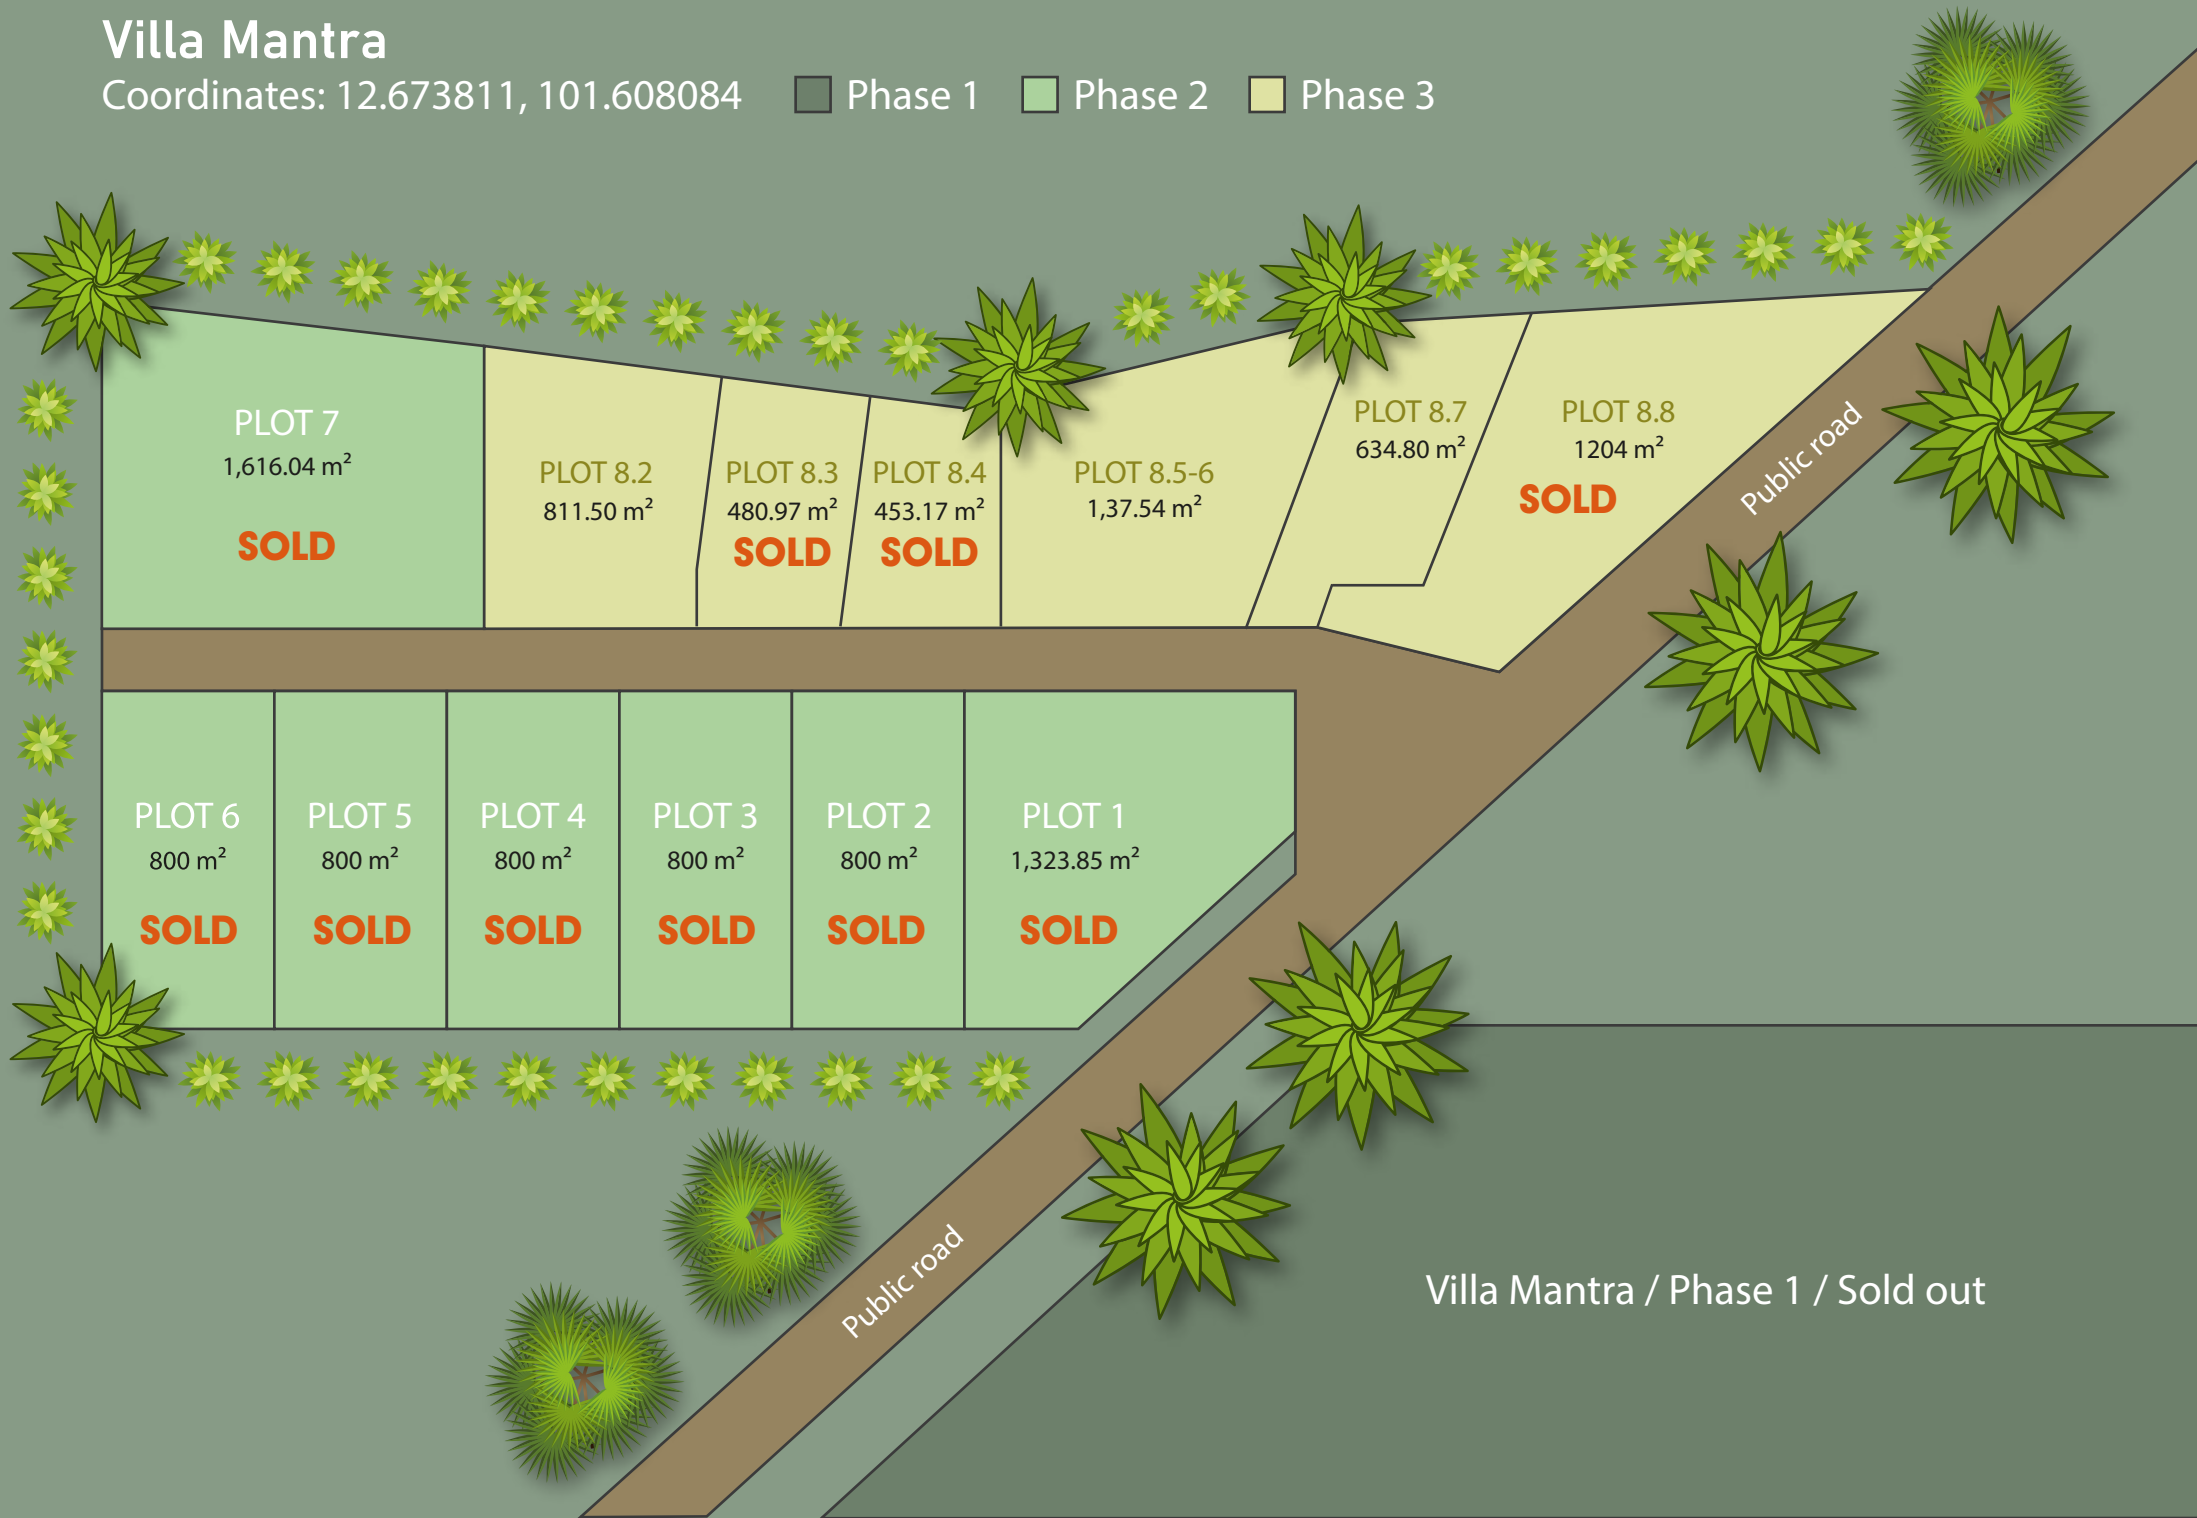 Villa Mantra
Coordinates: 12.673811, 101.608084
Phase 1
Phase 2
Phase 3
PLOT 7
1,616.04 m²
SOLD
PLOT 8.2
811.50 m²
PLOT 8.3
480.97 m²
SOLD
PLOT 8.4
453.17 m²
SOLD
PLOT 8.5-6
1,37.54 m²
PLOT 8.7
634.80 m²
PLOT 8.8
1204 m²
SOLD
Public road
PLOT 6
800 m²
SOLD
PLOT 5
800 m²
SOLD
PLOT 4
800 m²
SOLD
PLOT 3
800 m²
SOLD
PLOT 2
800 m²
SOLD
PLOT 1
1,323.85 m²
SOLD
Public road
Villa Mantra / Phase 1 / Sold out